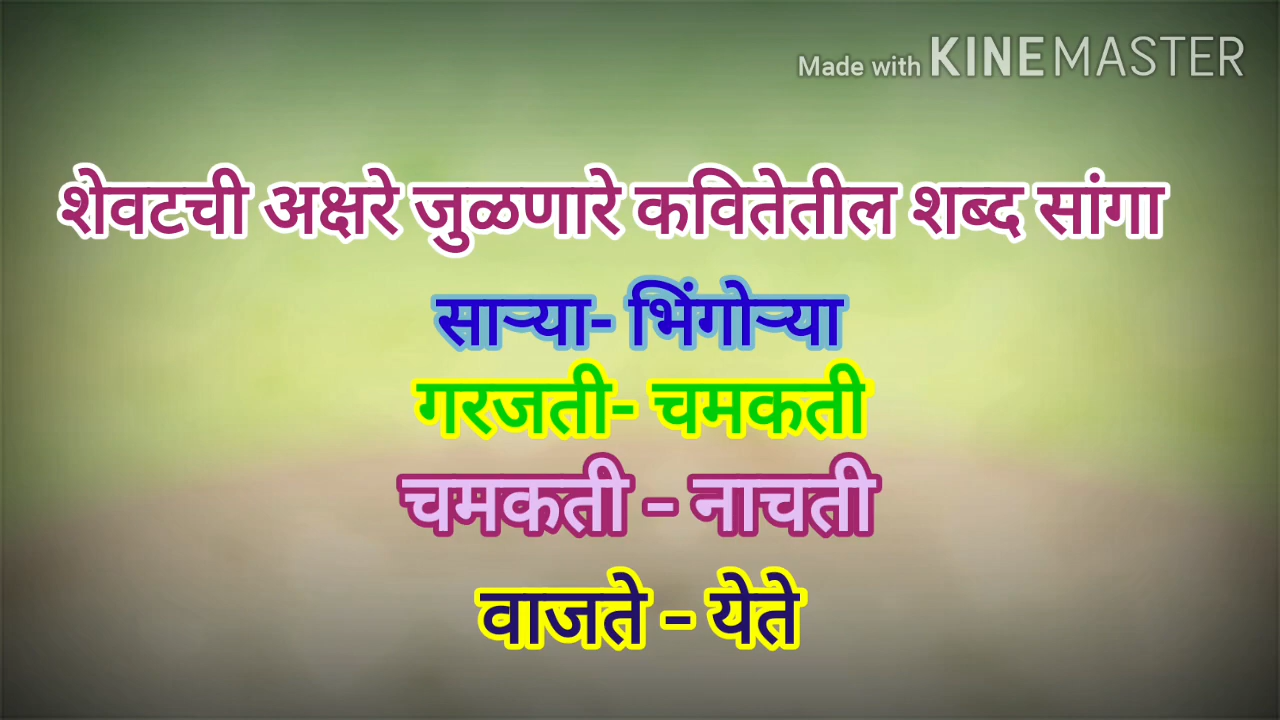 Made with KINEMASTER
शेवटची अक्षरे जुळणारे कवितेतील शब्द सांगा
साऱ्या- भिंगोऱ्या
गरजती- चमकती
चमकती - नाचती
वाजते - येते